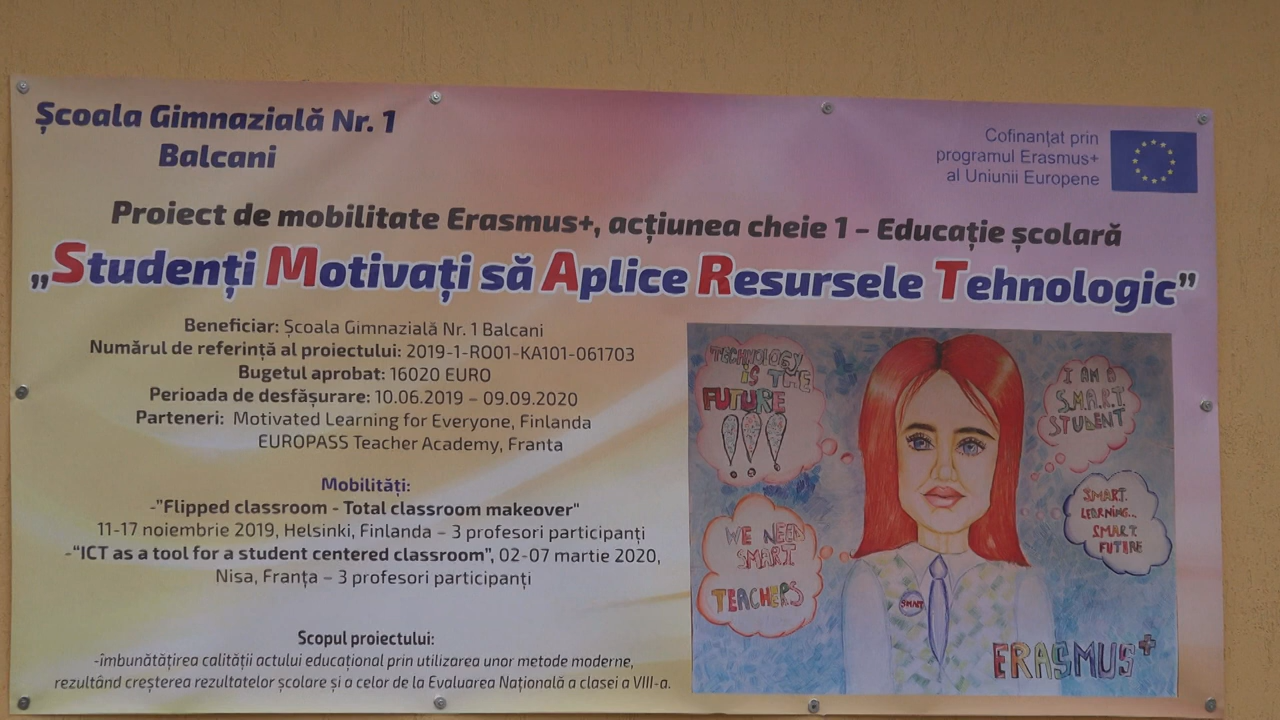 Școala Gimnazială Nr. 1
Balcani
Cofinanțat prin
programul Erasmus+
al Uniunii Europene
Proiect de mobilitate Erasmus+, acțiunea cheie 1 – Educație școlară
„Studenți Motivați să Aplice Resursele Tehnologic”
Beneficiar: Școala Gimnazială Nr. 1 Balcani
Numărul de referință al proiectului: 2019-1-RO01-KA101-061703
Bugetul aprobat: 16020 EURO
Perioada de desfășurare: 10.06.2019 – 09.09.2020
Parteneri: Motivated Learning for Everyone, Finlanda
EUROPASS Teacher Academy, Franta
Mobilități:
-”Flipped classroom - Total classroom makeover"
11-17 noiembrie 2019, Helsinki, Finlanda – 3 profesori participanți
-“ICT as a tool for a student centered classroom”, 02-07 martie 2020,
Nisa, Franța – 3 profesori participanți
Scopul proiectului:
-îmbunătățirea calității actului educațional prin utilizarea unor metode moderne,
rezultând creșterea rezultatelor școlare și a celor de la Evaluarea Națională a clasei a VIII-a.
TECHNOLOGY
IS THE
FUTURE
!!!
I AM A
S.M.A.R.T.
STUDENT
WE NEED
SMART
TEACHERS
SMART
LEARNING...
SMART
FUTURE
SMART
ERASMUS+